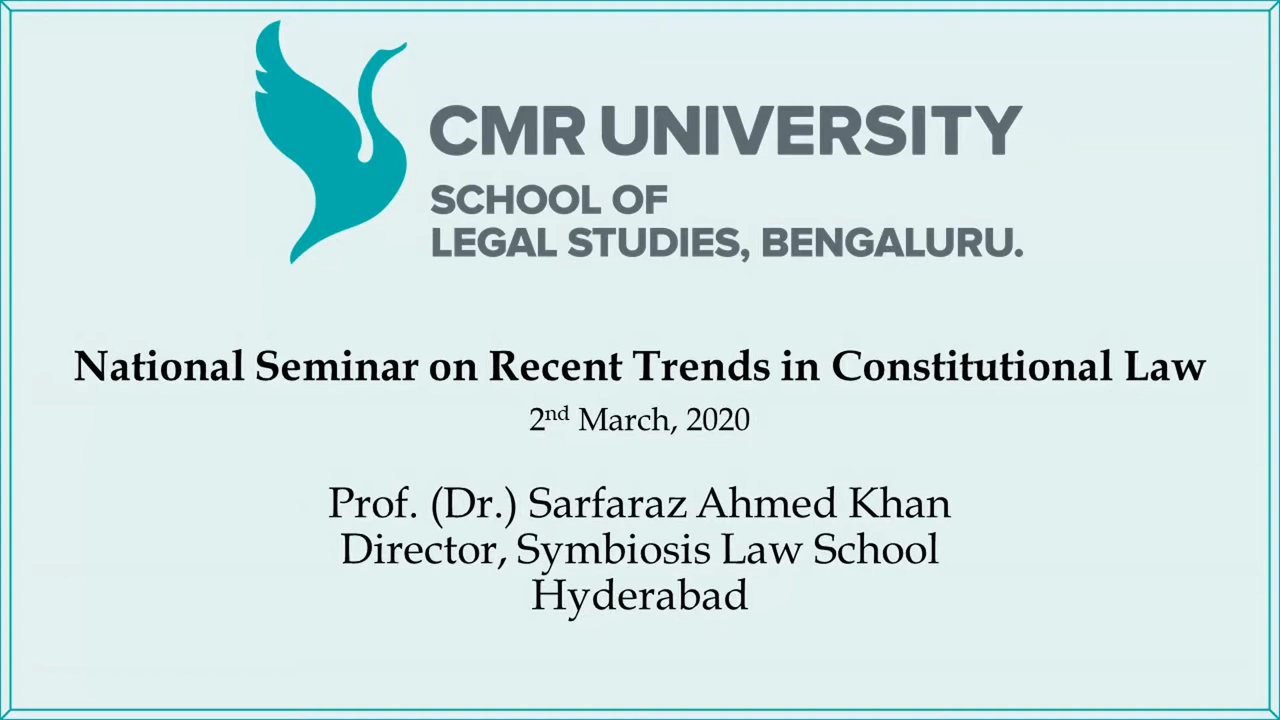 CMR UNIVERSITY
SCHOOL OF
LEGAL STUDIES, BENGALURU.
National Seminar on Recent Trends in Constitutional Law
2nd March, 2020
Prof. (Dr.) Sarfaraz Ahmed Khan
Director, Symbiosis Law School
Hyderabad